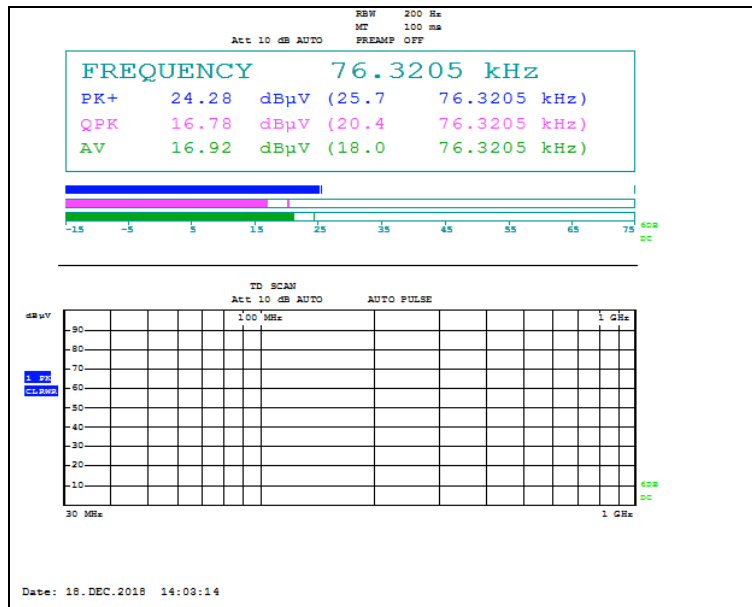 RBW 200 Hz
MT 100 ms
Att 10 dB AUTO PREAMP OFF
FREQUENCY 76.3205 kHz
PK+ 24.28 dBµV (25.7 76.3205 kHz)
QPK 16.78 dBµV (20.4 76.3205 kHz)
AV 16.92 dBµV (18.0 76.3205 kHz)
-15 -5 5 15 25 35 45 55 65 75
6DB
DC
TD SCAN
Att 10 dB AUTO AUTO PULSE
dBµV 100 MHz 1 GHz
90
80
70
1 PK
60
CLRWR
50
40
30
20
10
6DB
DC
30 MHz 1 GHz
Date: 18.DEC.2018 14:03:14